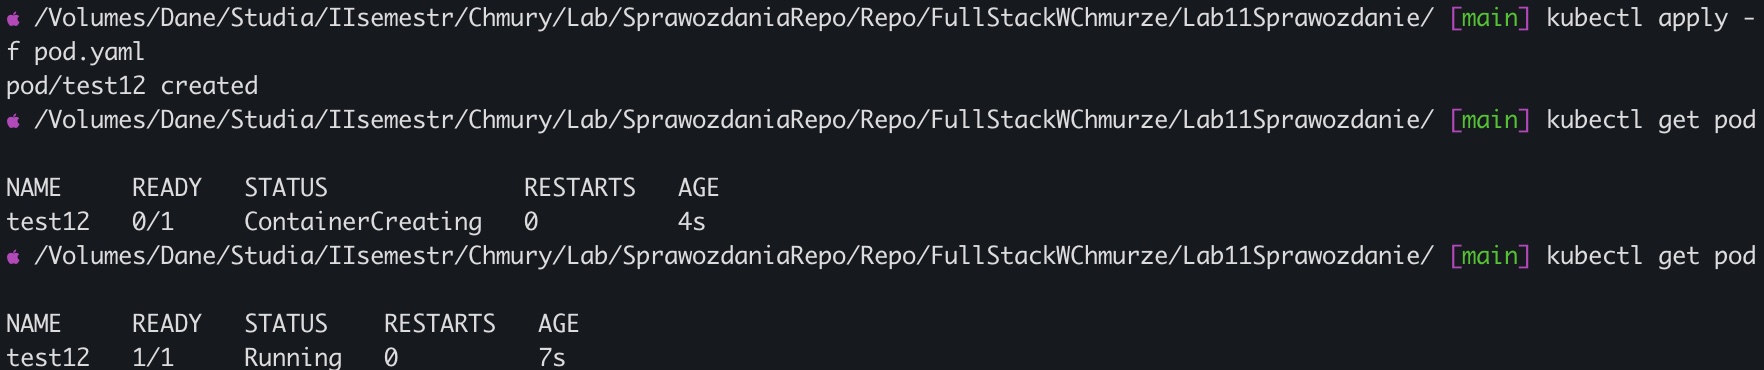 /Volumes/Dane/Studia/IIsemestr/Chmury/Lab/SprawozdaniaRepo/Repo/FullStackWChmurze/Lab11Sprawozdanie/ [main] kubectl apply -
f pod.yaml
pod/test12 created
/Volumes/Dane/Studia/IIsemestr/Chmury/Lab/SprawozdaniaRepo/Repo/FullStackWChmurze/Lab11Sprawozdanie/ [main] kubectl get pod
NAME READY STATUS RESTARTS AGE
test12 0/1 ContainerCreating 0 4s
/Volumes/Dane/Studia/IIsemestr/Chmury/Lab/SprawozdaniaRepo/Repo/FullStackWChmurze/Lab11Sprawozdanie/ [main] kubectl get pod
NAME READY STATUS RESTARTS AGE
test12 1/1 Running 0 7s